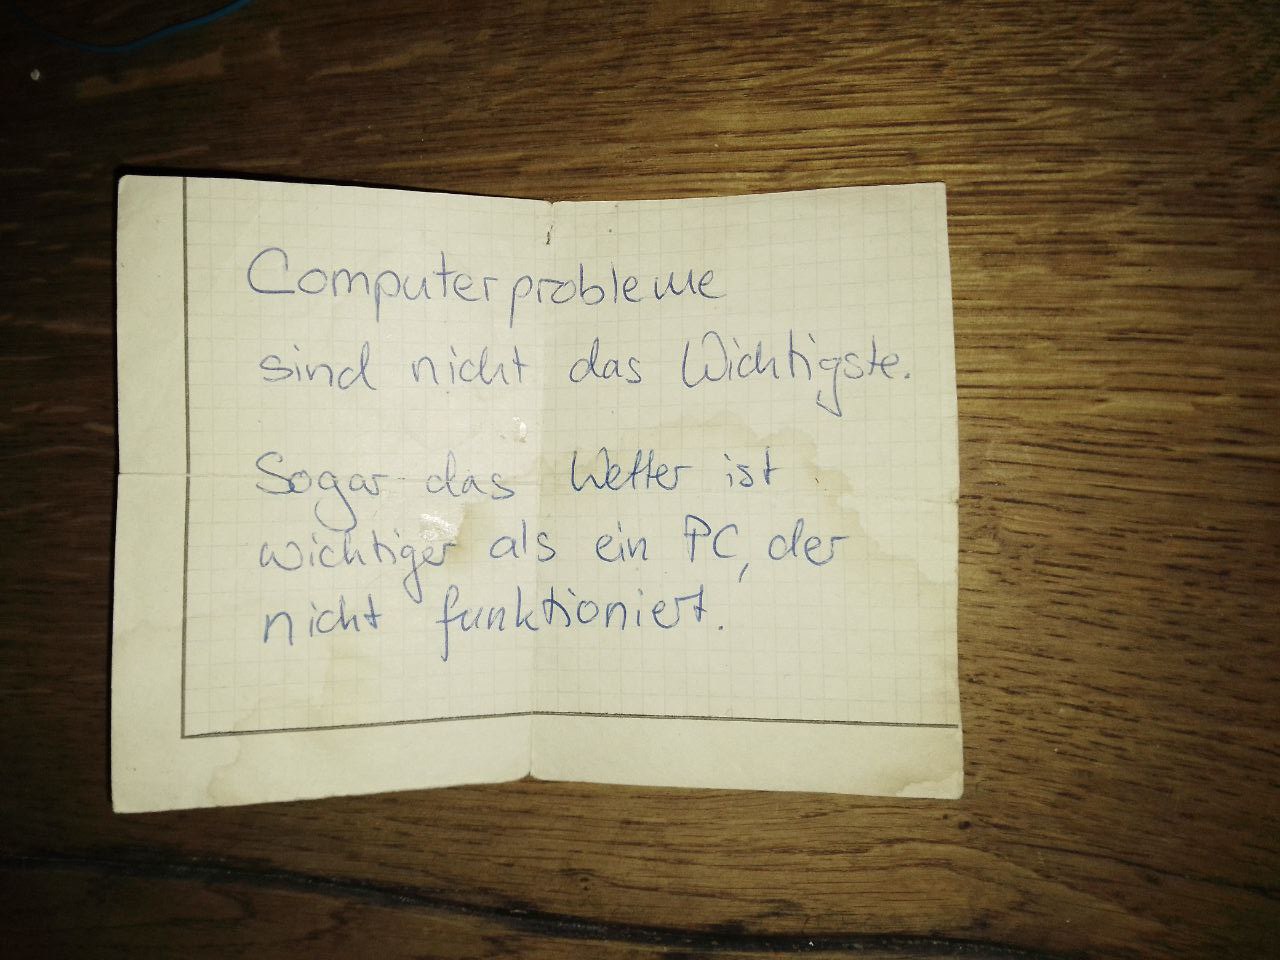 Computerprobleme
sind nicht das Wichtigste.
Sogar das Wetter ist
wichtiger als ein PC, der
nicht funktioniert.